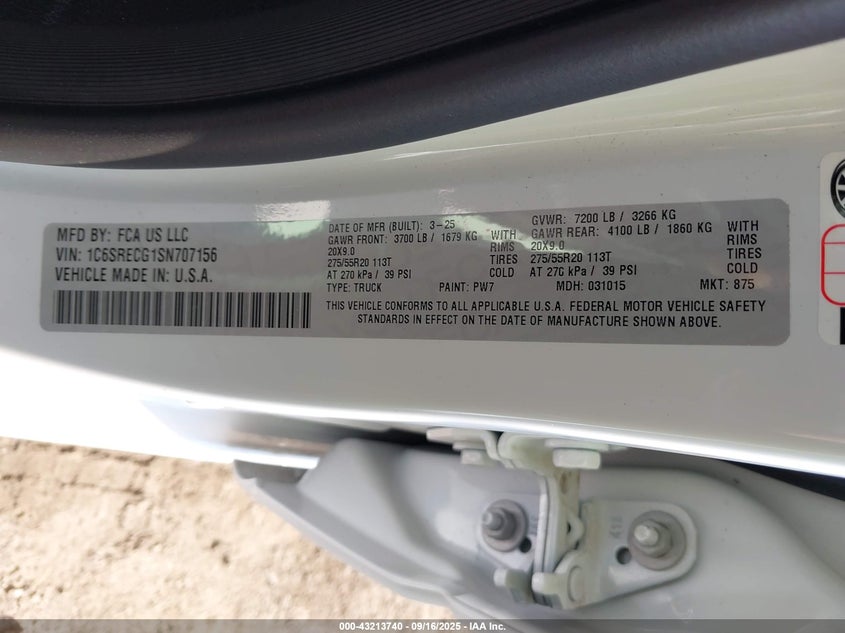 MFD BY: FCA US LLC
VIN: 1C6SRECG1SN707156
VEHICLE MADE IN: U.S.A.
DATE OF MFR (BUILT): 3-25
GAWR FRONT: 3700 LB / 1679 KG WITH
20X9.0 RIMS
275/55R20 113T TIRES
AT 270 kPa / 39 PSI COLD
TYPE: TRUCK PAINT: PW7
GVWR: 7200 LB / 3266 KG
GAWR REAR: 4100 LB / 1860 KG WITH
20X9.0 RIMS
275/55R20 113T TIRES
AT 270 kPa / 39 PSI COLD
MDH: 031015 MKT: 875
THIS VEHICLE CONFORMS TO ALL APPLICABLE U.S.A. FEDERAL MOTOR VEHICLE SAFETY
STANDARDS IN EFFECT ON THE DATE OF MANUFACTURE SHOWN ABOVE.
000-43213740 - 09/16/2025 - IAA Inc.